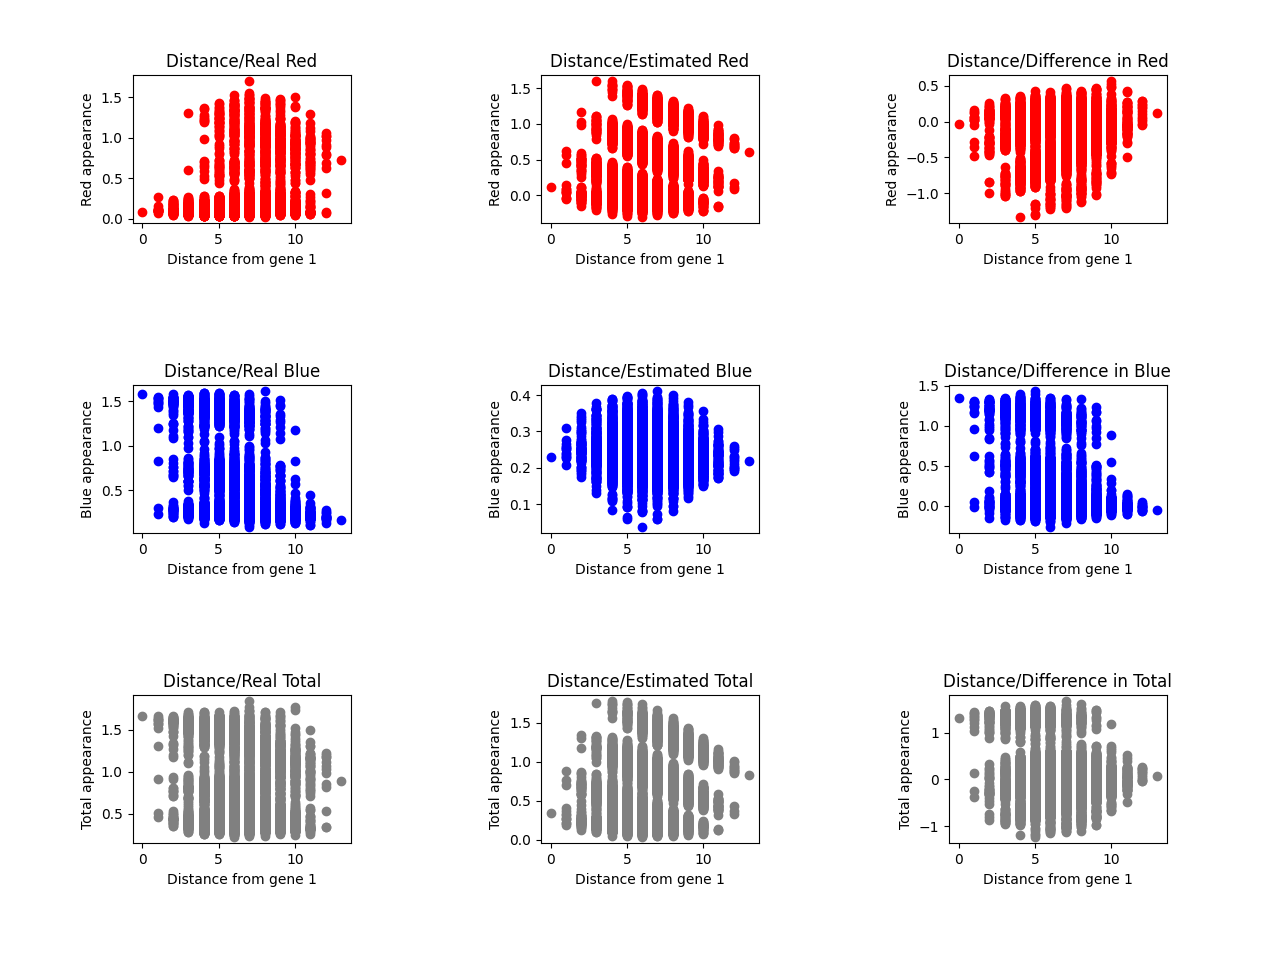 Distance/Real Red
Red appearance
1.5
1.0
0.5
0.0
0 5 10
Distance from gene 1
Distance/Estimated Red
Red appearance
1.5
1.0
0.5
0.0
0 5 10
Distance from gene 1
Distance/Difference in Red
Red appearance
0.5
0.0
−0.5
−1.0
0 5 10
Distance from gene 1
Distance/Real Blue
Blue appearance
1.5
1.0
0.5
0 5 10
Distance from gene 1
Distance/Estimated Blue
Blue appearance
0.4
0.3
0.2
0.1
0 5 10
Distance from gene 1
Distance/Difference in Blue
Blue appearance
1.5
1.0
0.5
0.0
0 5 10
Distance from gene 1
Distance/Real Total
Total appearance
1.5
1.0
0.5
0 5 10
Distance from gene 1
Distance/Estimated Total
Total appearance
1.5
1.0
0.5
0.0
0 5 10
Distance from gene 1
Distance/Difference in Total
Total appearance
1
0
−1
0 5 10
Distance from gene 1